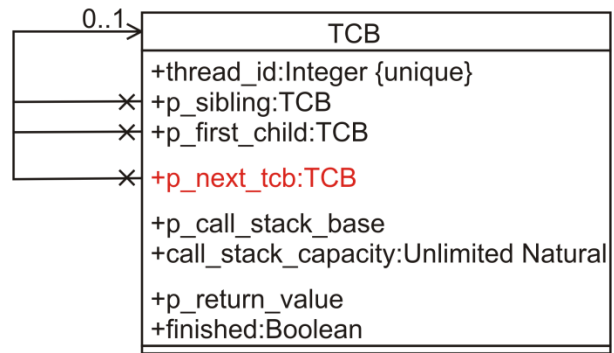 0..1
TCB
+thread_id:Integer {unique}
+p_sibling:TCB
+p_first_child:TCB
+p_next_tcb:TCB
+p_call_stack_base
+call_stack_capacity:Unlimited Natural
+p_return_value
+finished:Boolean